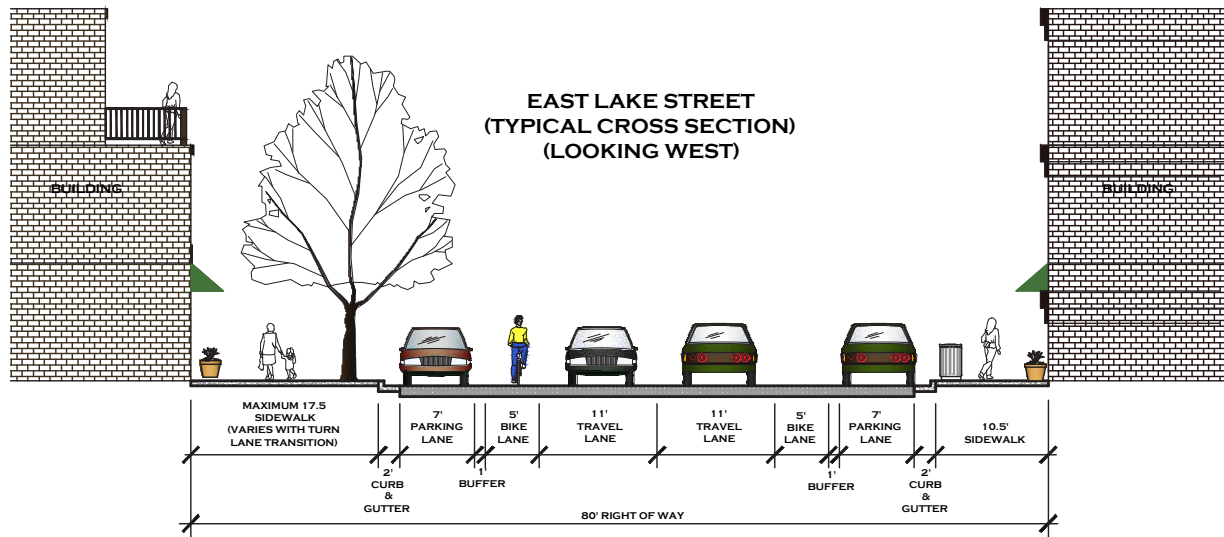 EAST LAKE STREET
(TYPICAL CROSS SECTION)
(LOOKING WEST)
BUILDING
BUILDING
MAXIMUM 17.5
SIDEWALK
(VARIES WITH TURN
LANE TRANSITION)
7'
PARKING
LANE
5'
BIKE
LANE
11'
TRAVEL
LANE
11'
TRAVEL
LANE
5'
BIKE
LANE
7'
PARKING
LANE
10.5'
SIDEWALK
2'
CURB
&
GUTTER
1'
BUFFER
1'
BUFFER
2'
CURB
&
GUTTER
80' RIGHT OF WAY